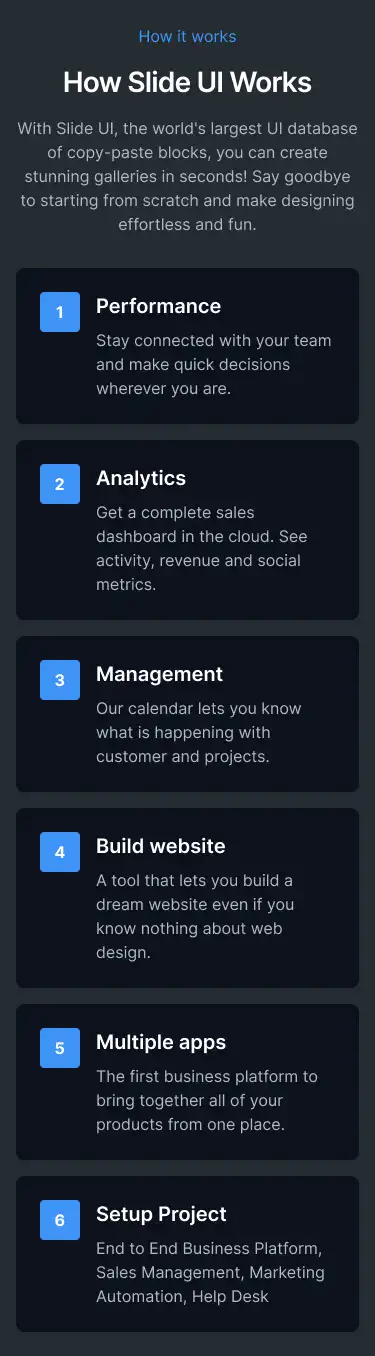 How it works
How Slide UI Works
With Slide UI, the world's largest UI database
of copy-paste blocks, you can create
stunning galleries in seconds! Say goodbye
to starting from scratch and make designing
effortless and fun.
1
Performance
Stay connected with your team
and make quick decisions
wherever you are.
2
Analytics
Get a complete sales
dashboard in the cloud. See
activity, revenue and social
metrics.
3
Management
Our calendar lets you know
what is happening with
customer and projects.
4
Build website
A tool that lets you build a
dream website even if you
know nothing about web
design.
5
Multiple apps
The first business platform to
bring together all of your
products from one place.
6
Setup Project
End to End Business Platform,
Sales Management, Marketing
Automation, Help Desk